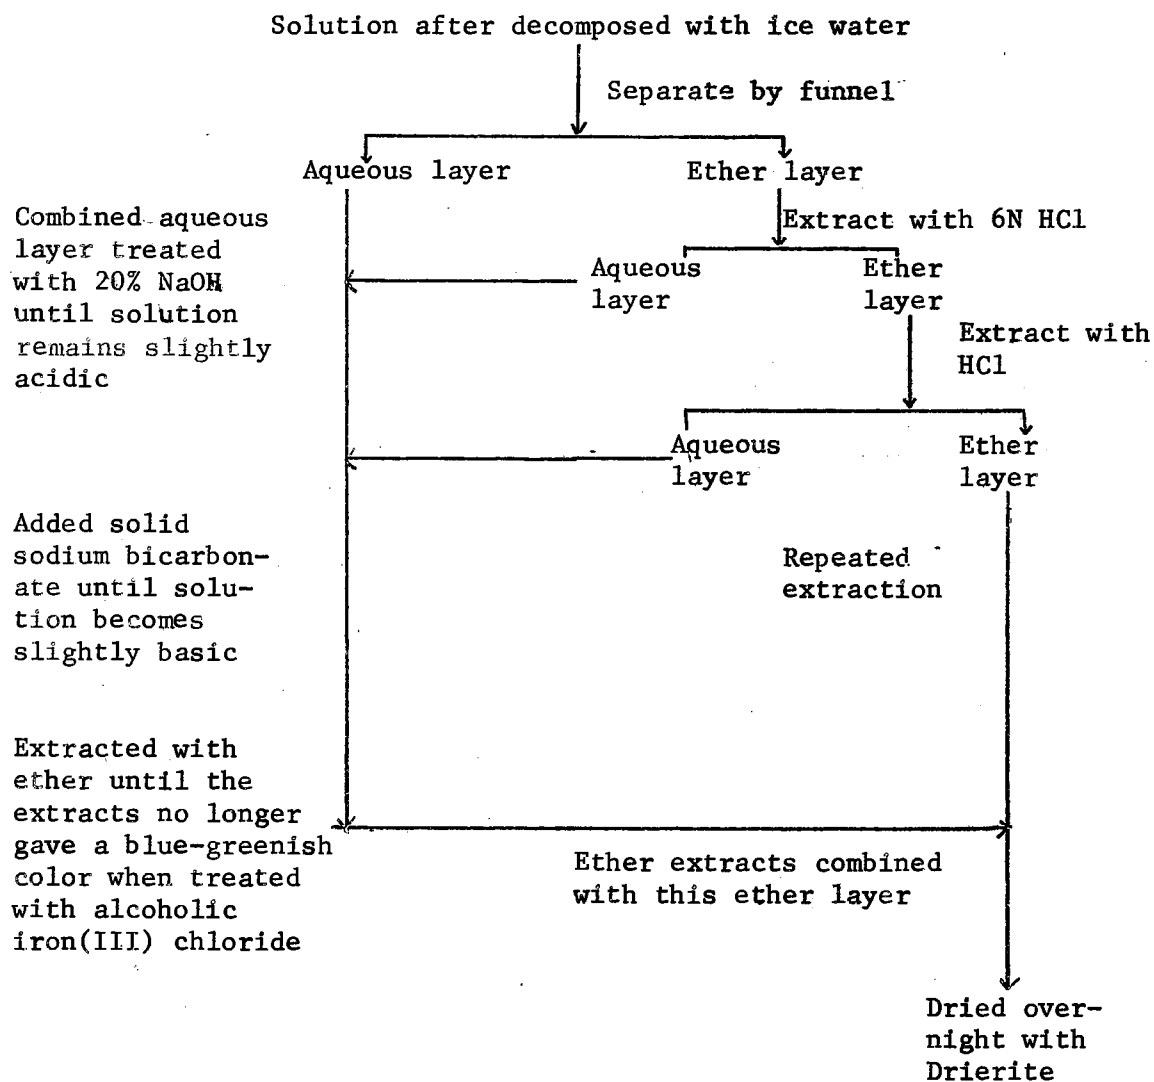 Solution after decomposed with ice water
Separate by funnel
Aqueous layer
Ether layer
Combined aqueous
layer treated
with 20% NaOH
until solution
remains slightly
acidic
Extract with 6N HCl
Aqueous
layer
Ether
layer
Extract with
HCl
Aqueous
layer
Ether
layer
Added solid
sodium bicarbon-
ate until solu-
tion becomes
slightly basic
Repeated
extraction
Extracted with
ether until the
extracts no longer
gave a blue-greenish
color when treated
with alcoholic
iron(III) chloride
Ether extracts combined
with this ether layer
Dried over-
night with
Drierite